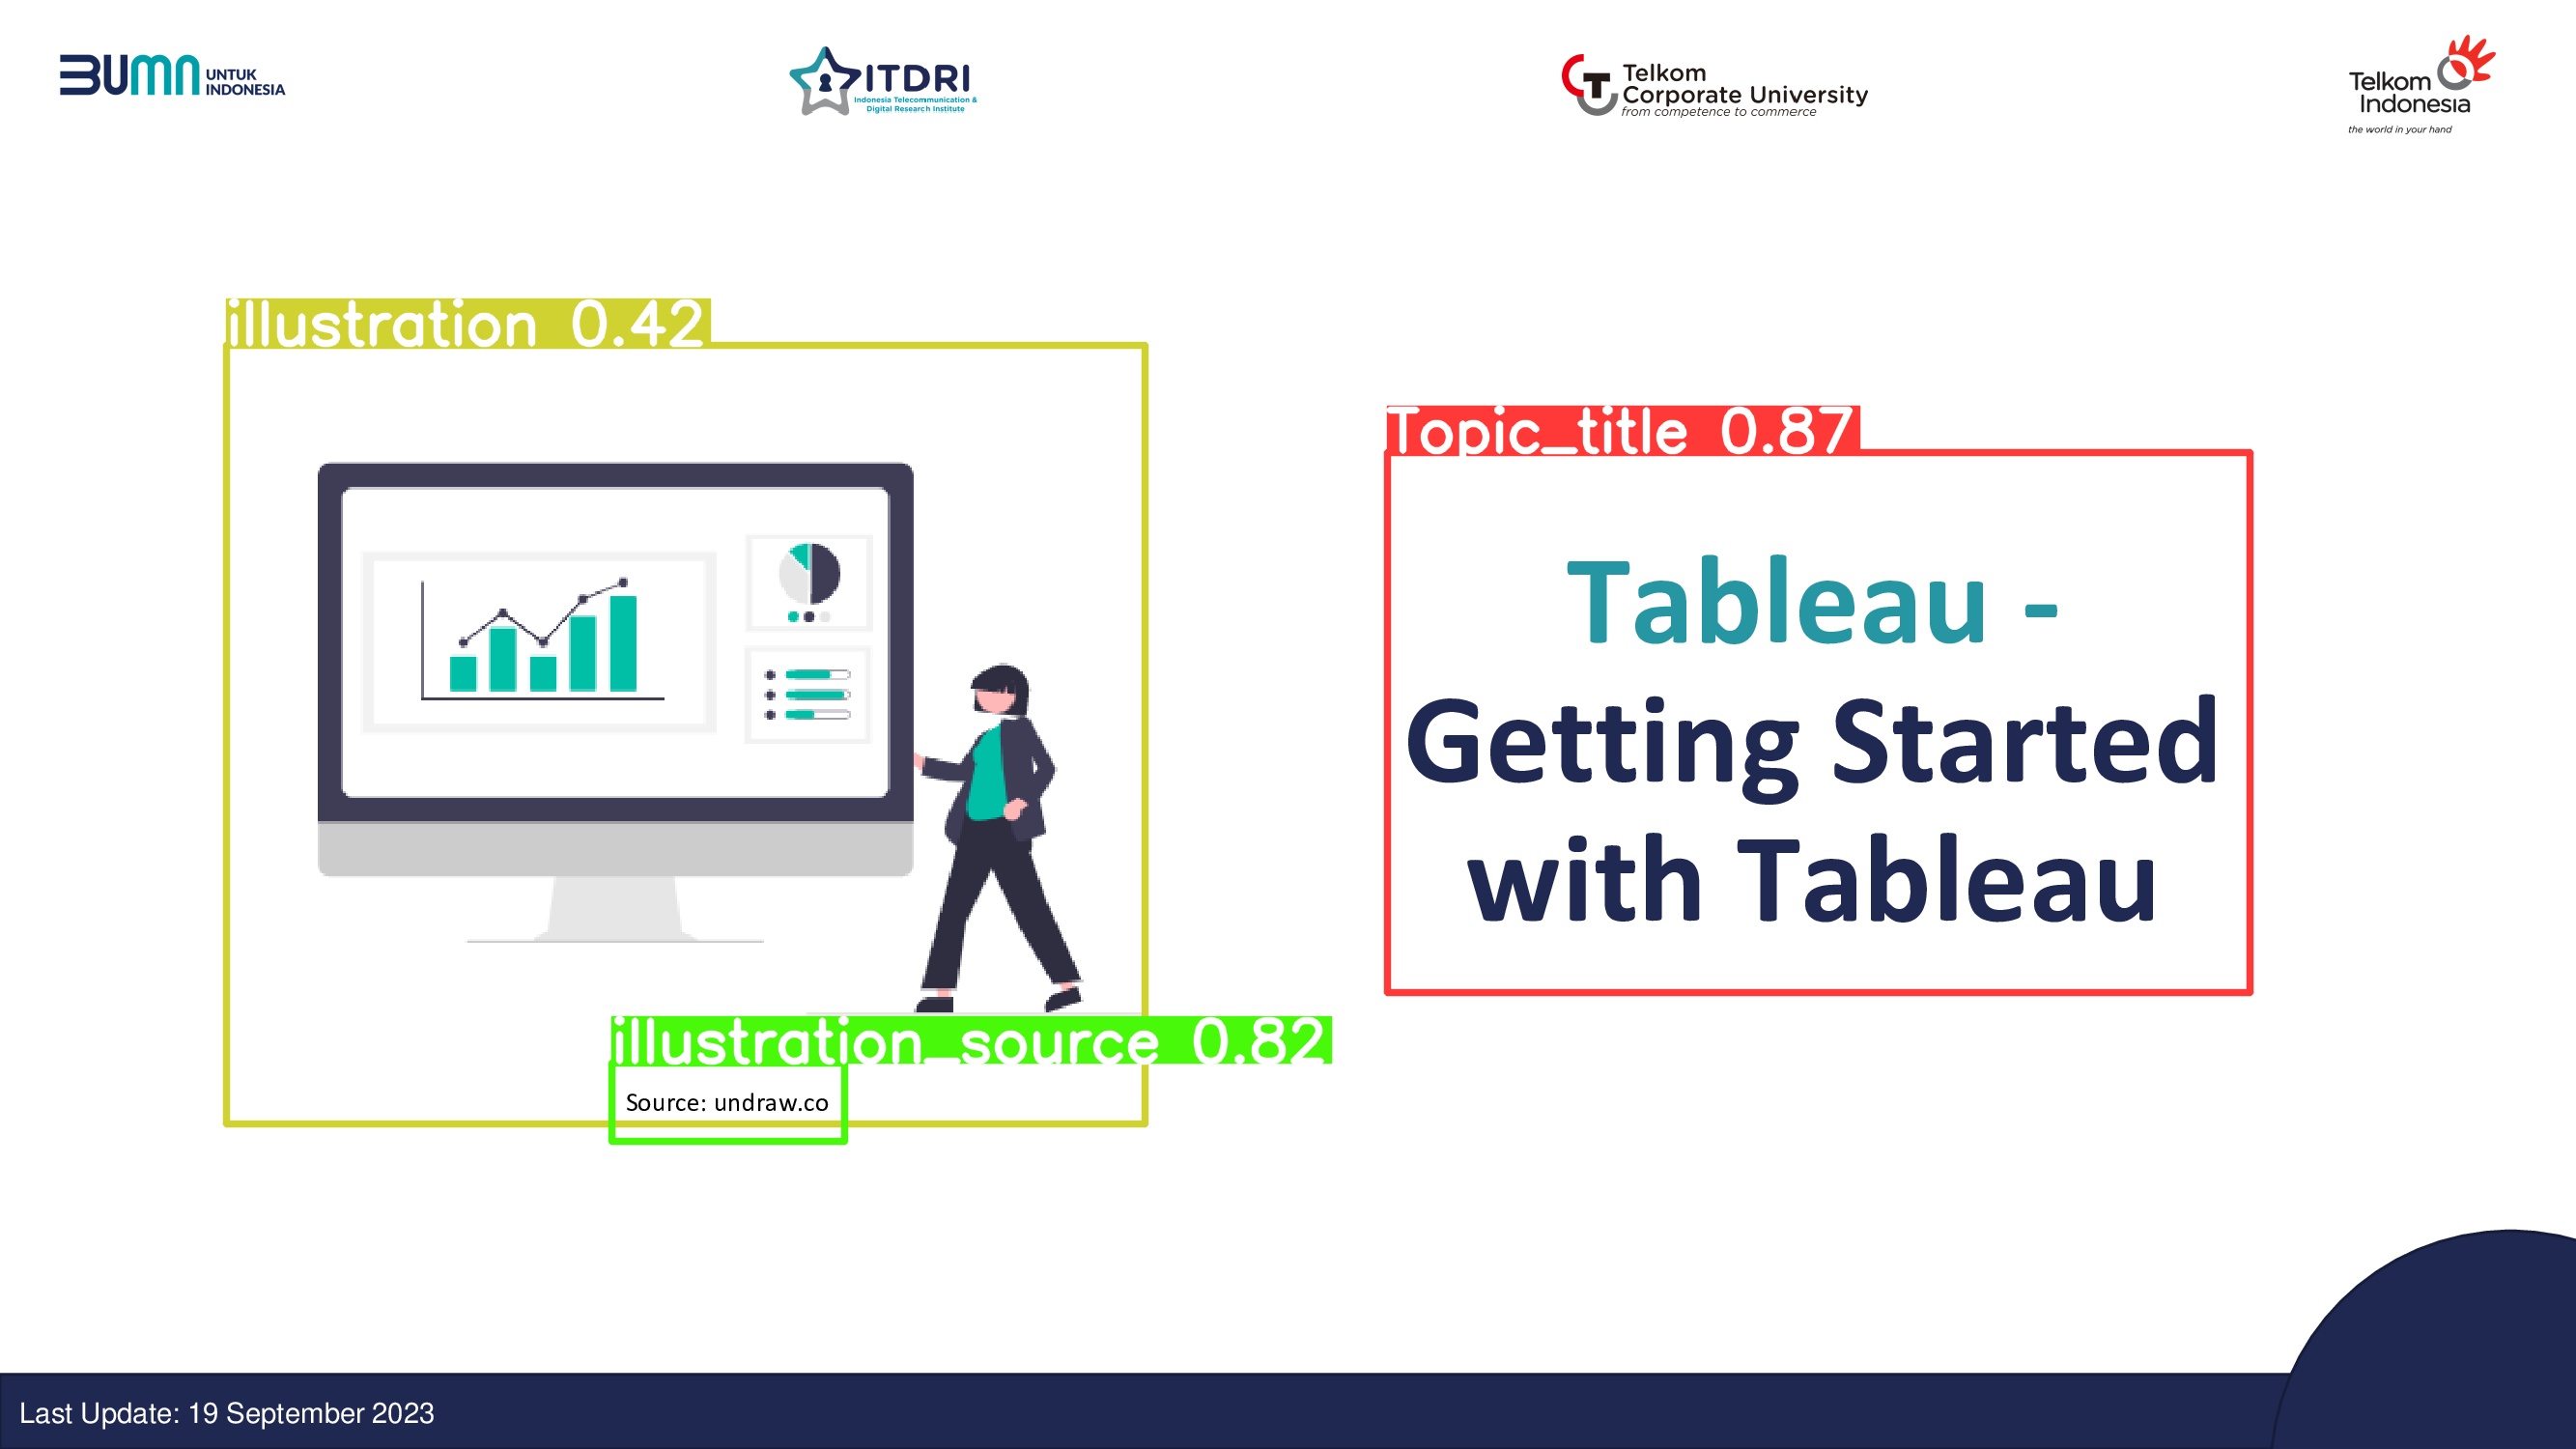 BUMN UNTUK INDONESIA
ITDRI
Indonesia Telecommunication &
Digital Research Institute
Telkom
Corporate University
from competence to commerce
Telkom
Indonesia
the world in your hand
illustration 0.42
Topic_title 0.87
Tableau -
Getting Started
with Tableau
illustration_source 0.82
Source: undraw.co
Last Update: 19 September 2023